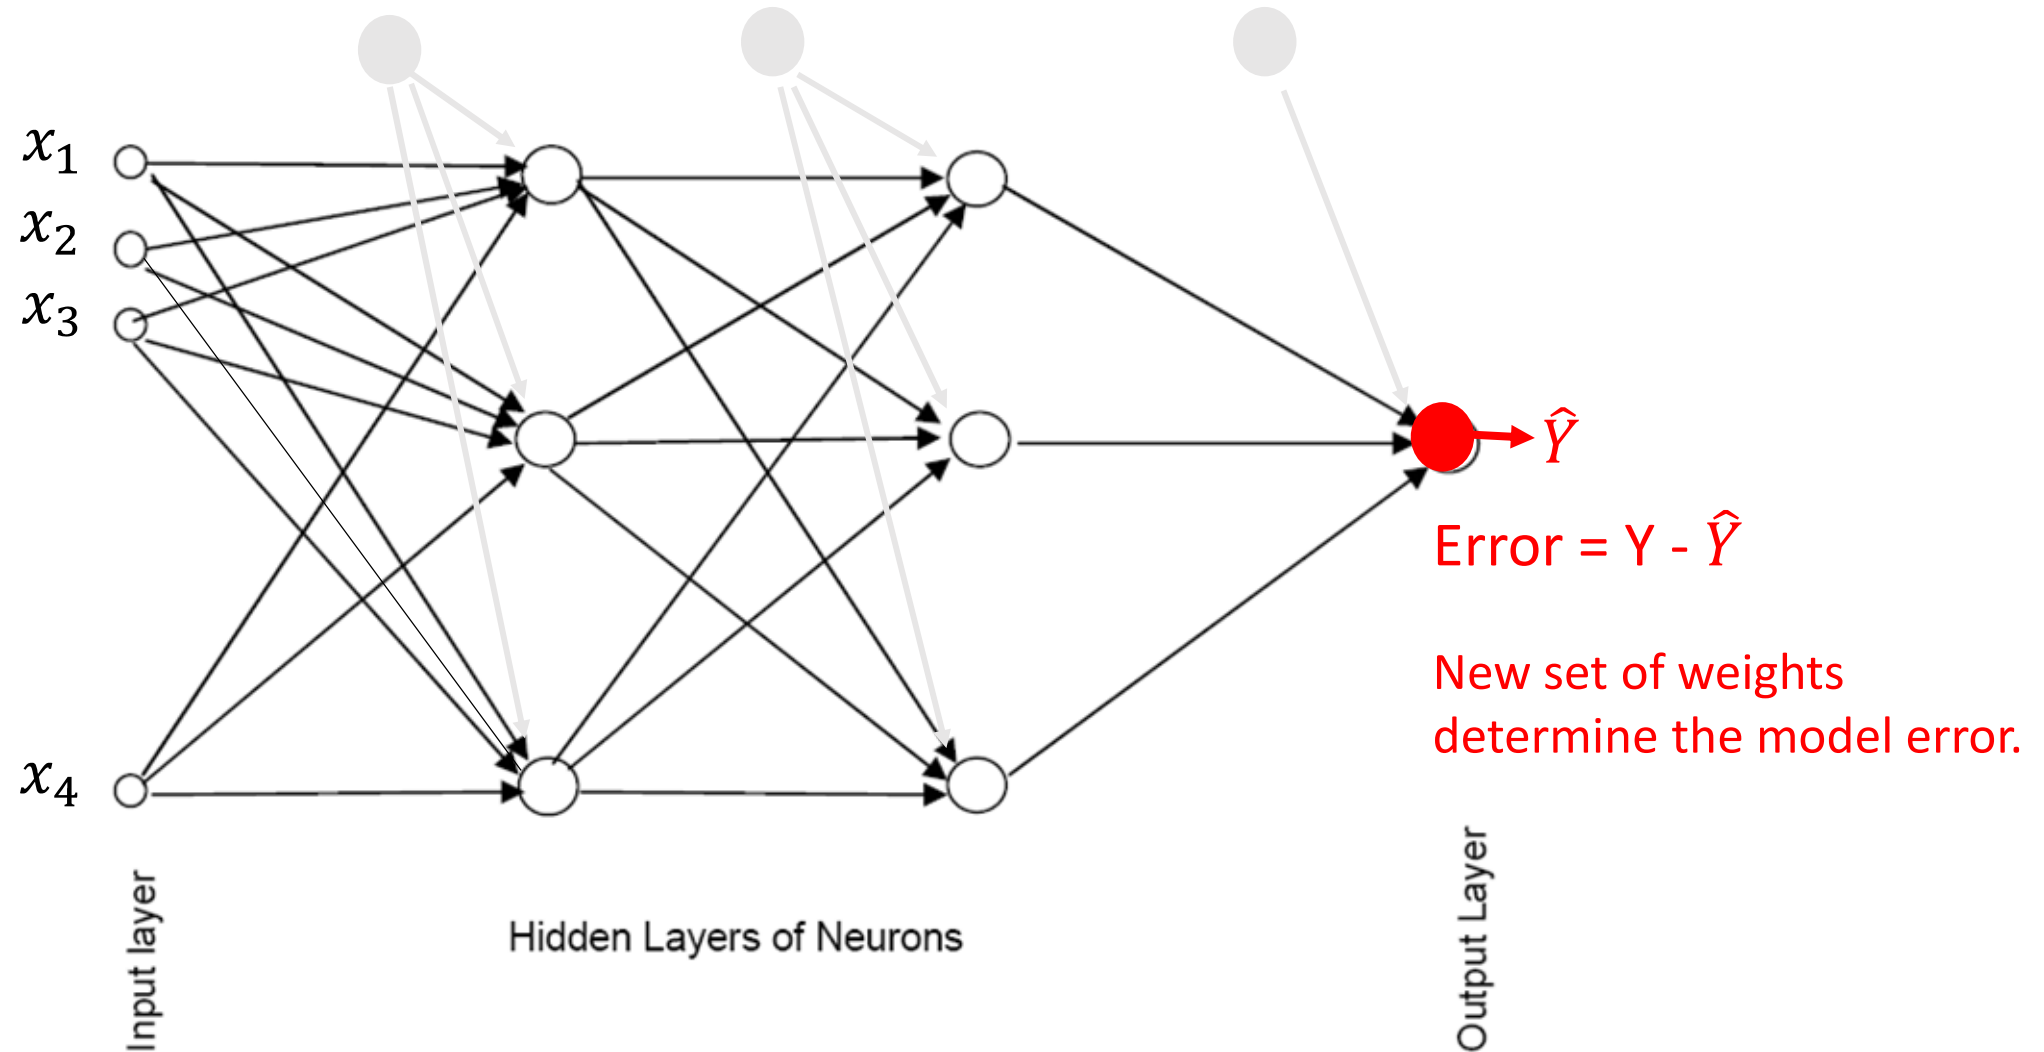 x₁
x₂
x₃
x₄
Ŷ
Error = Y - Ŷ
New set of weights
determine the model error.
Input layer
Hidden Layers of Neurons
Output Layer